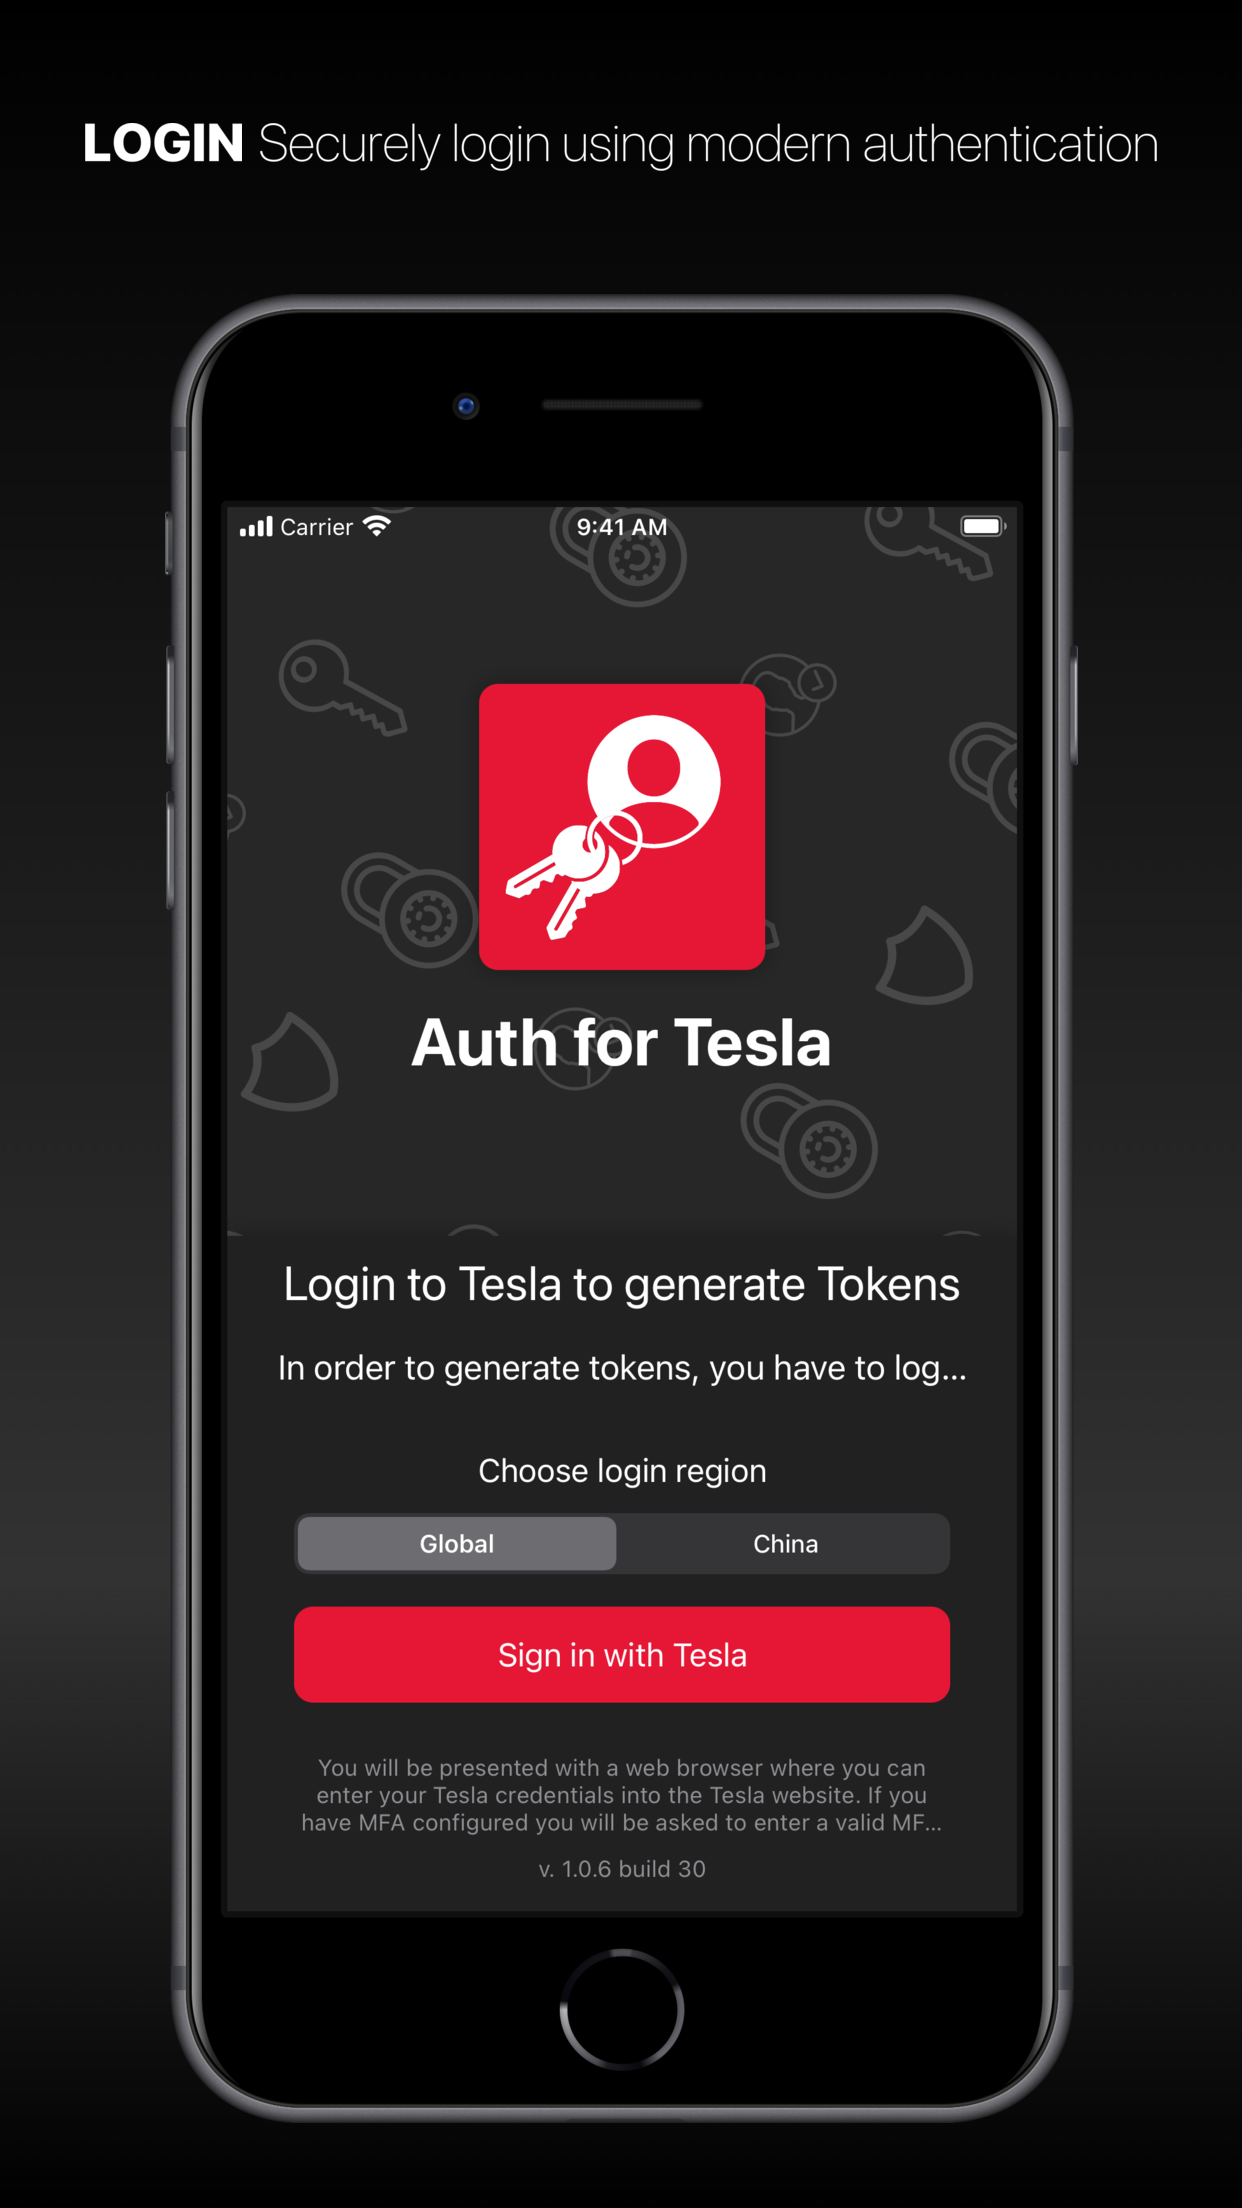 LOGIN Securely login using modern authentication
Carrier 9:41 AM
Auth for Tesla
Login to Tesla to generate Tokens
In order to generate tokens, you have to log...
Choose login region
Global China
Sign in with Tesla
You will be presented with a web browser where you can
enter your Tesla credentials into the Tesla website. If you
have MFA configured you will be asked to enter a valid MF...
v. 1.0.6 build 30